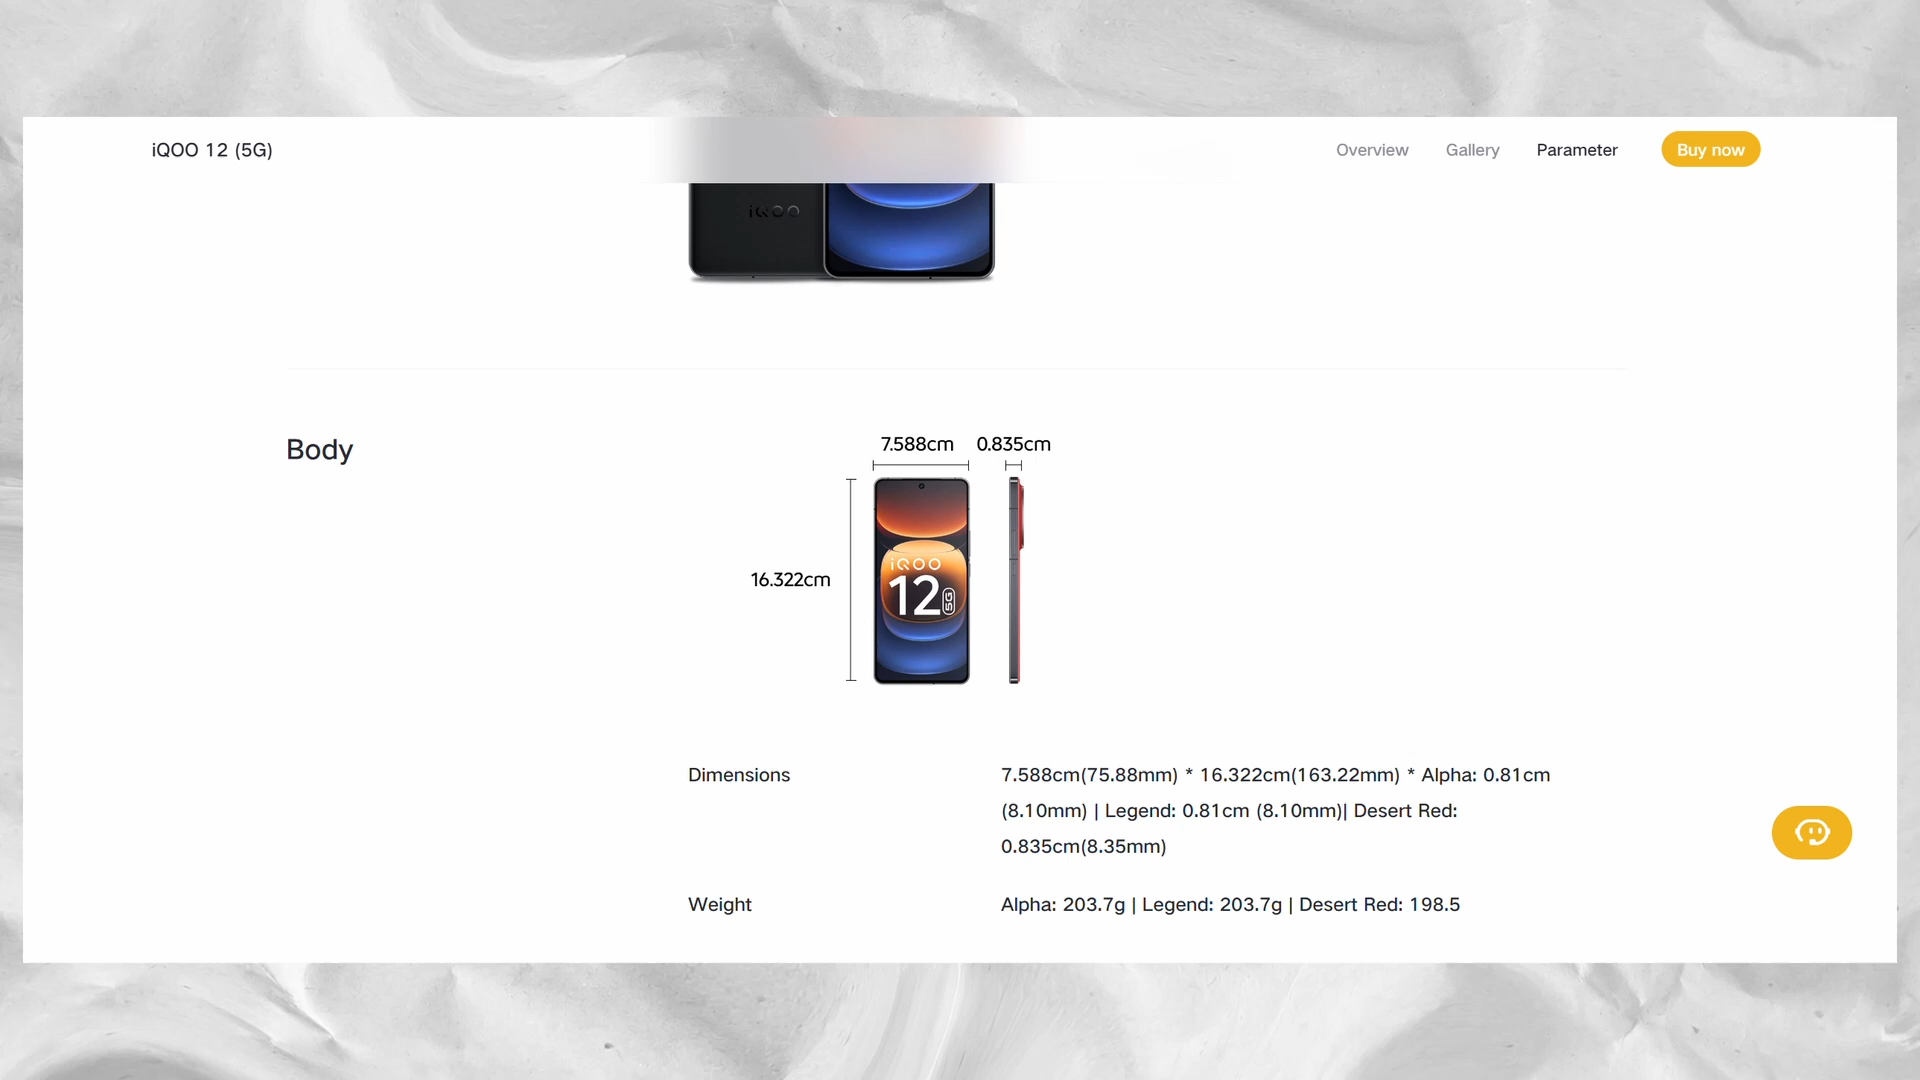 iQOO 12 (5G)
Overview
Gallery
Parameter
Buy now
iQOO
Body
7.588cm
0.835cm
16.322cm
iQOO
12 5G
Dimensions
7.588cm(75.88mm) * 16.322cm(163.22mm) * Alpha: 0.81cm
(8.10mm) | Legend: 0.81cm (8.10mm)| Desert Red:
0.835cm(8.35mm)
Weight
Alpha: 203.7g | Legend: 203.7g | Desert Red: 198.5